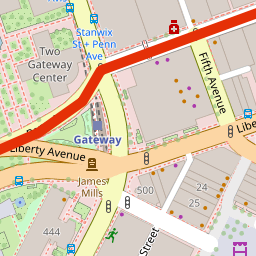 Stanwix
St + Penn
Ave
Two
Gateway
Center
Fifth Avenue
Gateway
Liberty Avenue
James
Mills
500
24
25
444
Street